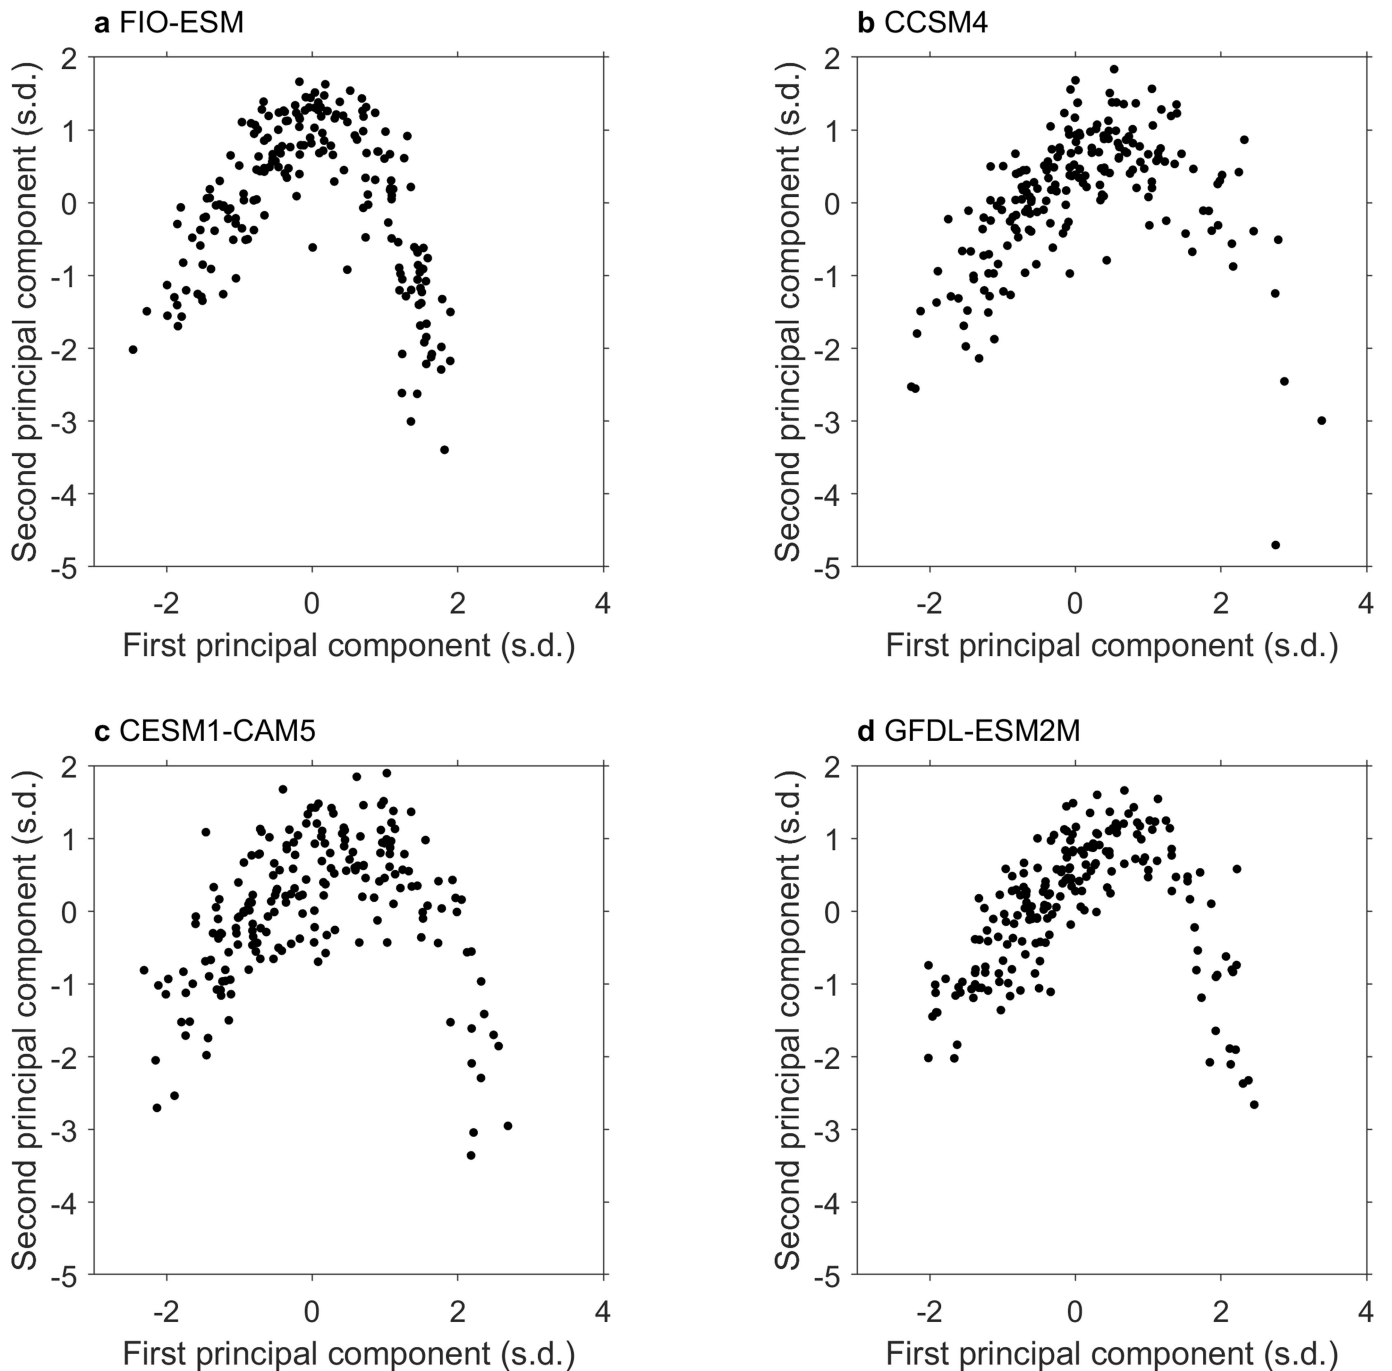 a FIO-ESM
2
1
0
-1
-2
-3
-4
-5
Second principal component (s.d.)
-2 0 2 4
First principal component (s.d.)
b CCSM4
2
1
0
-1
-2
-3
-4
-5
Second principal component (s.d.)
-2 0 2 4
First principal component (s.d.)
c CESM1-CAM5
2
1
0
-1
-2
-3
-4
-5
Second principal component (s.d.)
-2 0 2 4
First principal component (s.d.)
d GFDL-ESM2M
2
1
0
-1
-2
-3
-4
-5
Second principal component (s.d.)
-2 0 2 4
First principal component (s.d.)